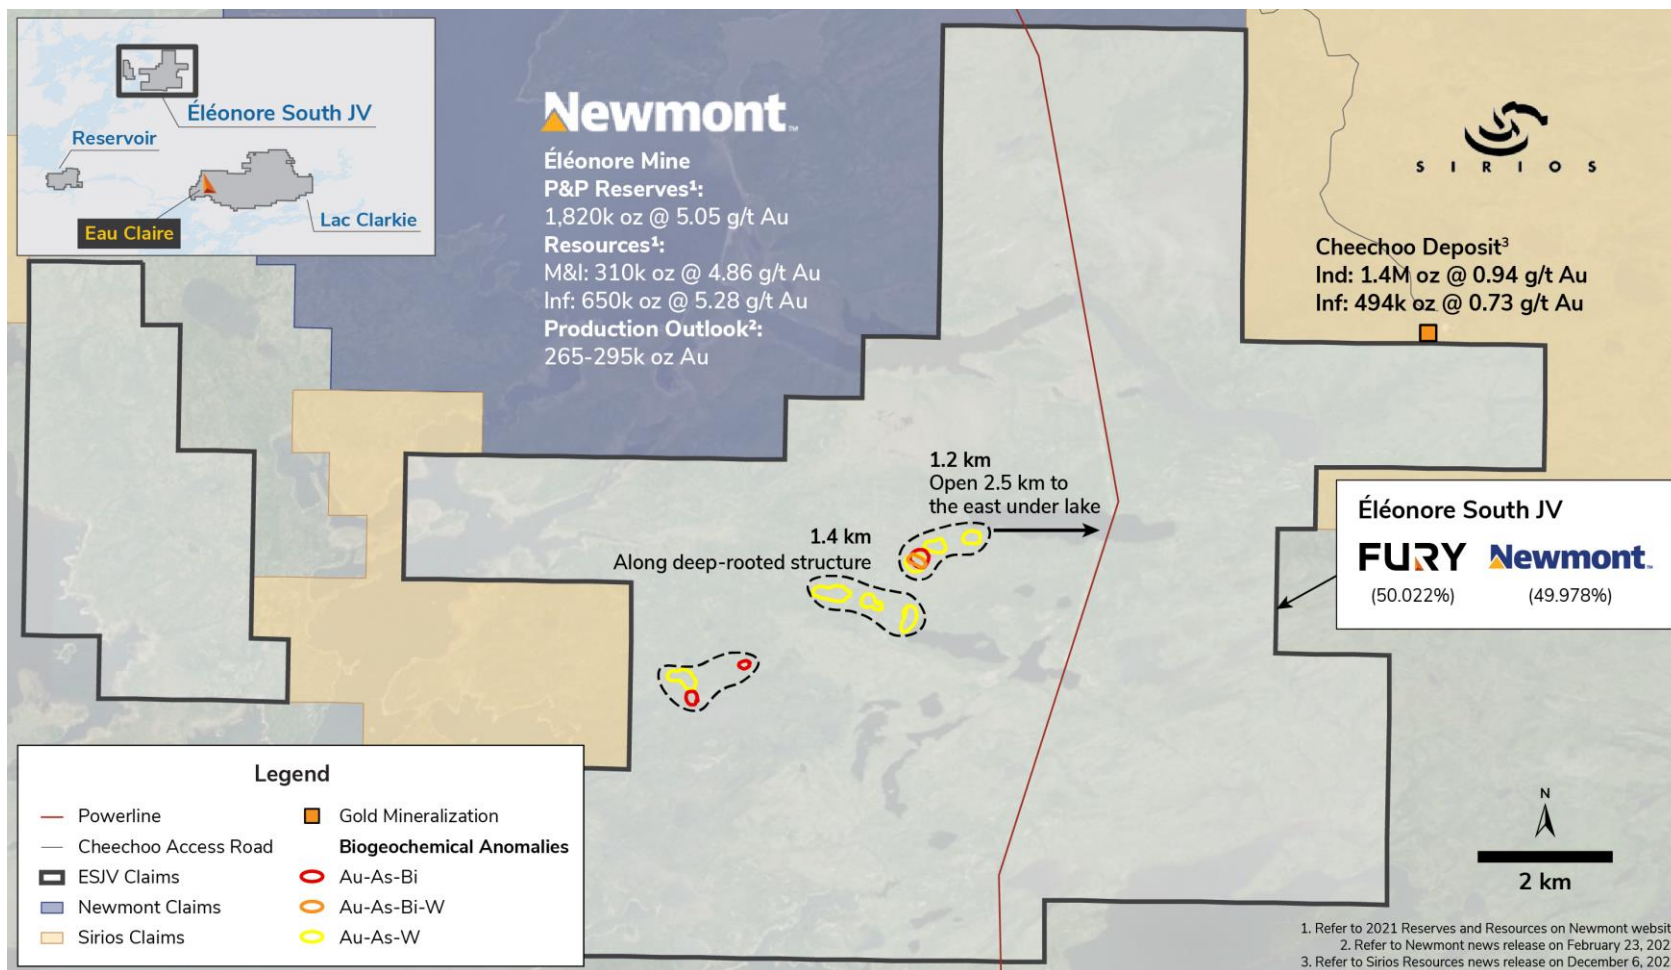 Éléonore South JV
Reservoir
Eau Claire
Lac Clarkie
Newmont™
Éléonore Mine
P&P Reserves¹:
1,820k oz @ 5.05 g/t Au
Resources¹:
M&I: 310k oz @ 4.86 g/t Au
Inf: 650k oz @ 5.28 g/t Au
Production Outlook²:
265-295k oz Au
SIRIOS
Cheechoo Deposit³
Ind: 1.4M oz @ 0.94 g/t Au
Inf: 494k oz @ 0.73 g/t Au
1.2 km
Open 2.5 km to
the east under lake
1.4 km
Along deep-rooted structure
Éléonore South JV
FURY Newmont™
(50.022%) (49.978%)
Legend
Powerline
Cheechoo Access Road
ESJV Claims
Newmont Claims
Sirios Claims
Gold Mineralization
Biogeochemical Anomalies
Au-As-Bi
Au-As-Bi-W
Au-As-W
N
2 km
1. Refer to 2021 Reserves and Resources on Newmont
2. Refer to Newmont news release on February 23,
3. Refer to Sirios Resources news release on December 6,